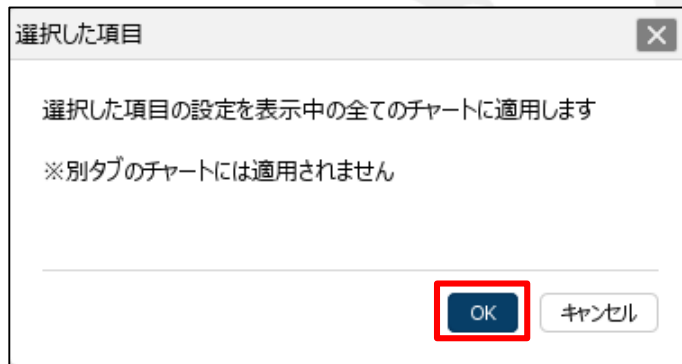 選択した項目
選択した項目の設定を表示中の全てのチャートに適用します
※別タブのチャートには適用されません
OK
キャンセル